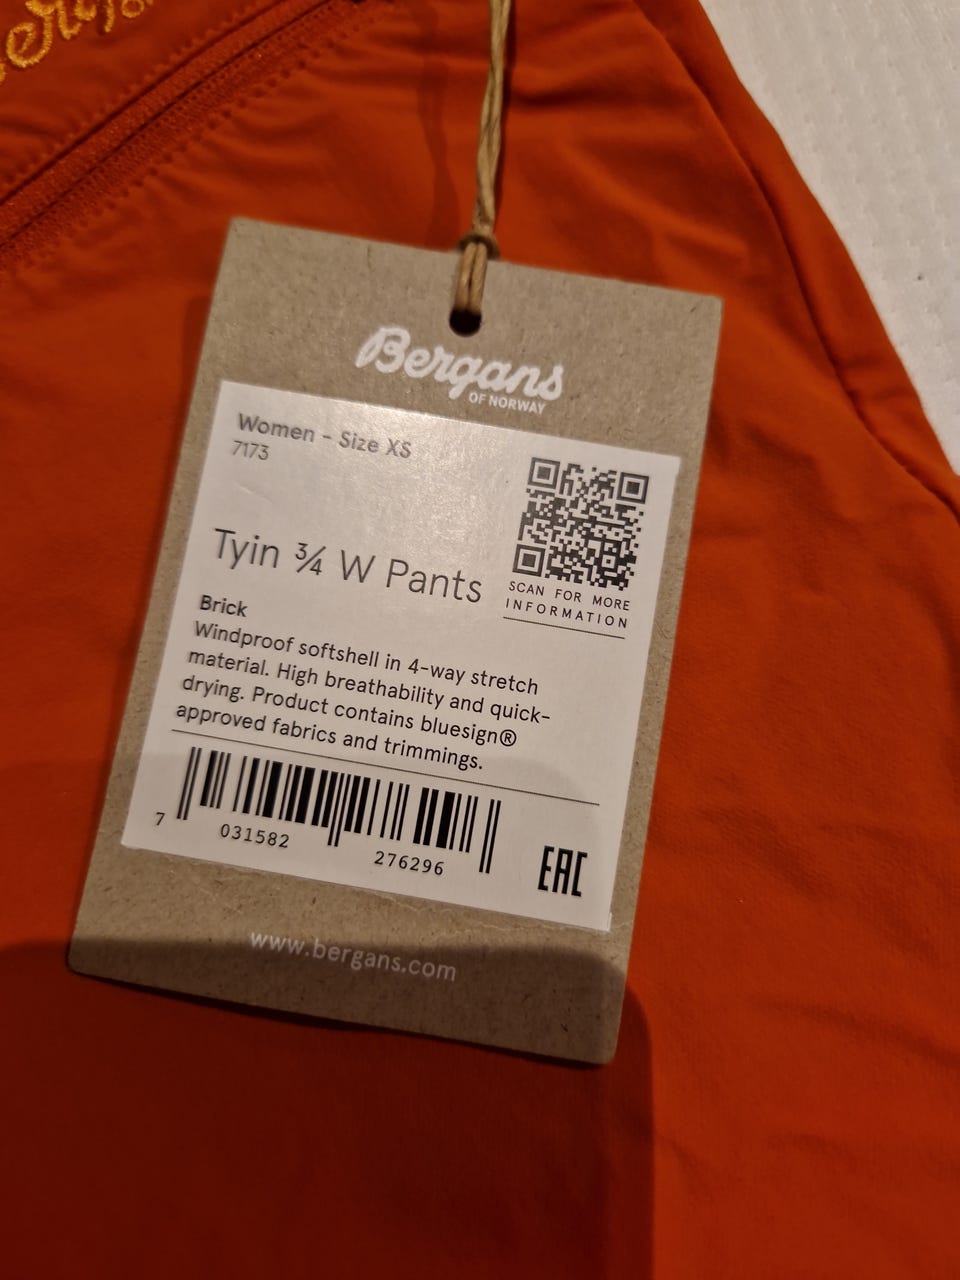 Bergans
OF NORWAY
Women - Size XS
7173
SCAN FOR MORE
INFORMATION
Tyin ¾ W Pants
Brick
Windproof softshell in 4-way stretch
material. High breathability and quick-
drying. Product contains bluesign®
approved fabrics and trimmings.
7 031582 276296
EAC
www.bergans.com